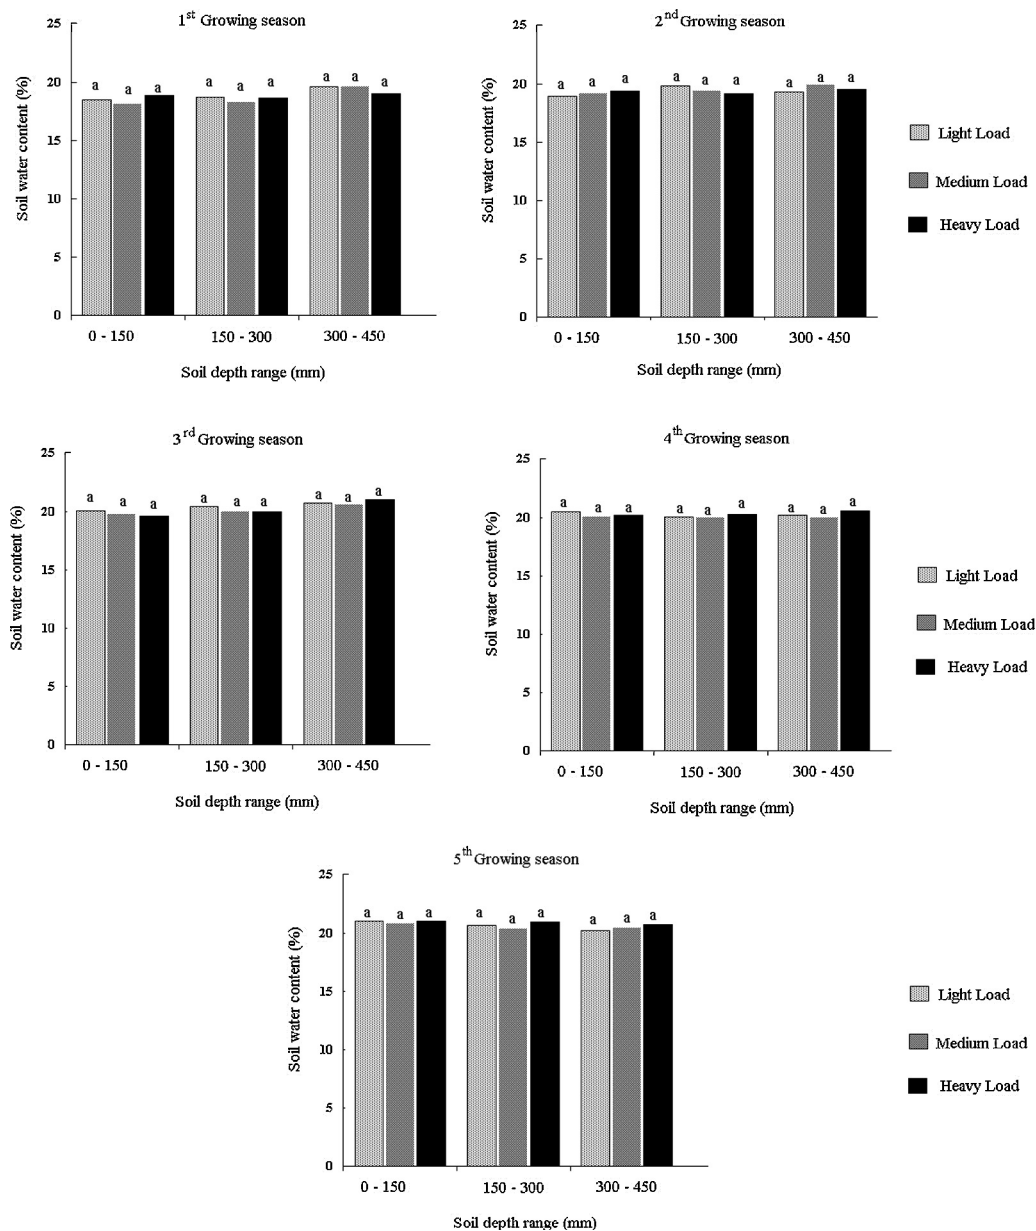 1st Growing season
25
20
15
10
5
0
Soil water content (%)
a a a a a a a a a
0 - 150 150 - 300 300 - 450
Soil depth range (mm)
2nd Growing season
25
20
15
10
5
0
Soil water content (%)
a a a a a a a a a
0 - 150 150 - 300 300 - 450
Soil depth range (mm)
Light Load
Medium Load
Heavy Load
3rd Growing season
25
20
15
10
5
0
Soil water content (%)
a a a a a a a a a
0 - 150 150 - 300 300 - 450
Soil depth range (mm)
4th Growing season
25
20
15
10
5
0
Soil water content (%)
a a a a a a a a a
0 - 150 150 - 300 300 - 450
Soil depth range (mm)
Light Load
Medium Load
Heavy Load
5th Growing season
25
20
15
10
5
0
Soil water content (%)
a a a a a a a a a
0 - 150 150 - 300 300 - 450
Soil depth range (mm)
Light Load
Medium Load
Heavy Load